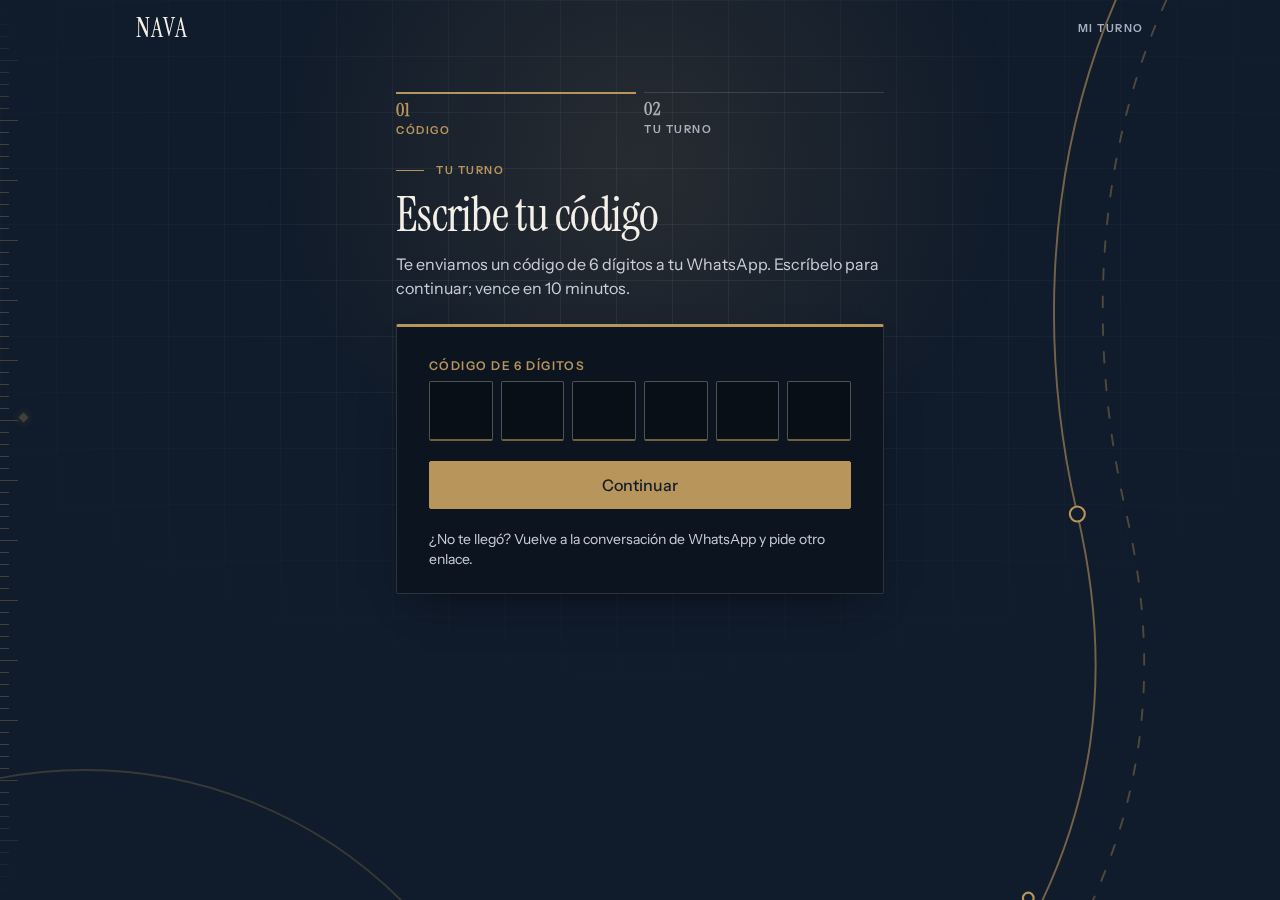 NAVA
MI TURNO
01
CÓDIGO
02
TU TURNO
TU TURNO
Escribe tu código
Te enviamos un código de 6 dígitos a tu WhatsApp. Escríbelo para
continuar; vence en 10 minutos.
CÓDIGO DE 6 DÍGITOS
Continuar
¿No te llegó? Vuelve a la conversación de WhatsApp y pide otro
enlace.